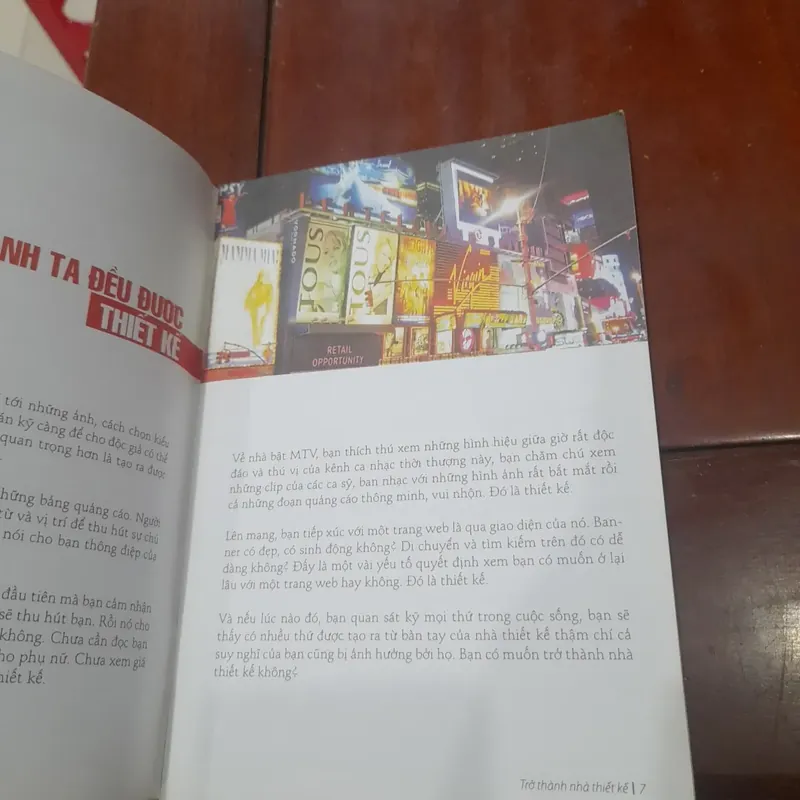 NH TA ĐỀU ĐƯỢC
THIẾT KẾ
tới những ảnh, cách chọn kiểu
án kỹ càng để cho độc giả có thể
quan trọng hơn là tạo ra được
hững bảng quảng cáo. Người
từ và vị trí để thu hút sự chú
nói cho bạn thông điệp của
đầu tiên mà bạn cảm nhận
sẽ thu hút bạn. Rồi nó cho
không. Chưa cần đọc bạn
ho phụ nữ. Chưa xem giá
hiết kế.
MAMMA MIA
TOUS
TOUS
Virgin
RETAIL
OPPORTUNITY
Về nhà bật MTV, bạn thích thú xem những hình hiệu giữa giờ rất độc
đáo và thú vị của kênh ca nhạc thời thượng này, bạn chăm chú xem
những clip của các ca sỹ, ban nhạc với những hình ảnh rất bắt mắt rồi
cả những đoạn quảng cáo thông minh, vui nhộn. Đó là thiết kế.
Lên mạng, bạn tiếp xúc với một trang web là qua giao diện của nó. Ban-
ner có đẹp, có sinh động không? Di chuyển và tìm kiếm trên đó có dễ
dàng không? Đấy là một vài yếu tố quyết định xem bạn có muốn ở lại
lâu với một trang web hay không. Đó là thiết kế.
Và nếu lúc nào đó, bạn quan sát kỹ mọi thứ trong cuộc sống, bạn sẽ
thấy có nhiều thứ được tạo ra từ bàn tay của nhà thiết kế thậm chí cả
suy nghĩ của bạn cũng bị ảnh hưởng bởi họ. Bạn có muốn trở thành nhà
thiết kế không?
Trở thành nhà thiết kế | 7